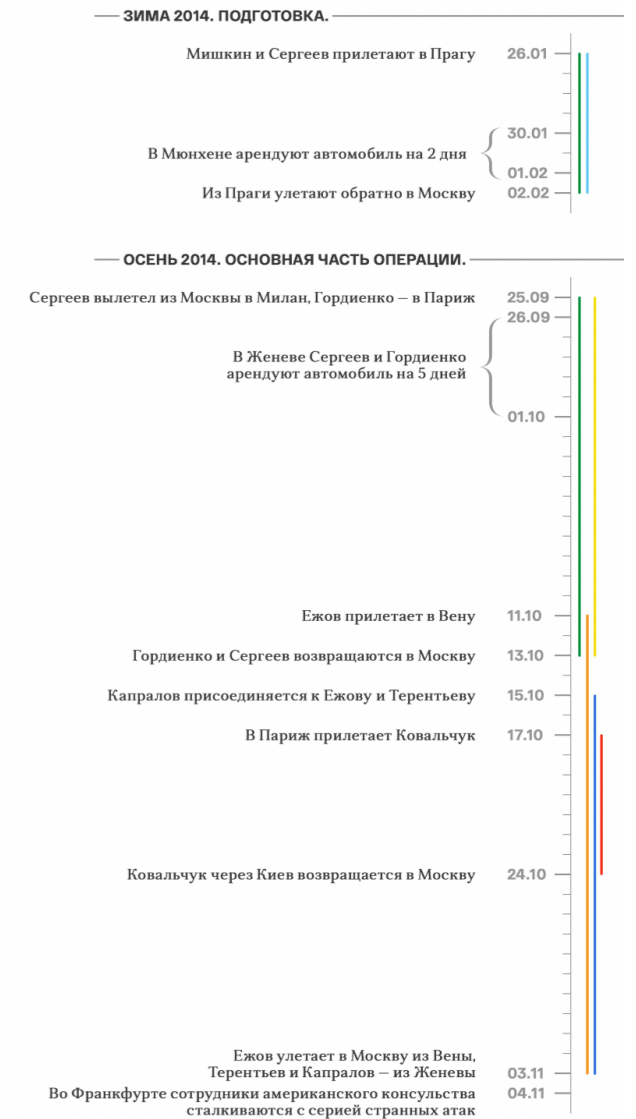 ЗИМА 2014. ПОДГОТОВКА.
Мишкин и Сергеев прилетают в Прагу 26.01
30.01
В Мюнхене арендуют автомобиль на 2 дня
01.02
Из Праги улетают обратно в Москву 02.02
ОСЕНЬ 2014. ОСНОВНАЯ ЧАСТЬ ОПЕРАЦИИ.
Сергеев вылетел из Москвы в Милан, Гордиенко – в Париж 25.09
26.09
В Женеве Сергеев и Гордиенко
арендуют автомобиль на 5 дней
01.10
Ежов прилетает в Вену 11.10
Гордиенко и Сергеев возвращаются в Москву 13.10
Капралов присоединяется к Ежову и Терентьеву 15.10
В Париж прилетает Ковальчук 17.10
Ковальчук через Киев возвращается в Москву 24.10
Ежов улетает в Москву из Вены,
Терентьев и Капралов – из Женевы 03.11
Во Франкфурте сотрудники американского консульства 04.11
сталкиваются с серией странных атак